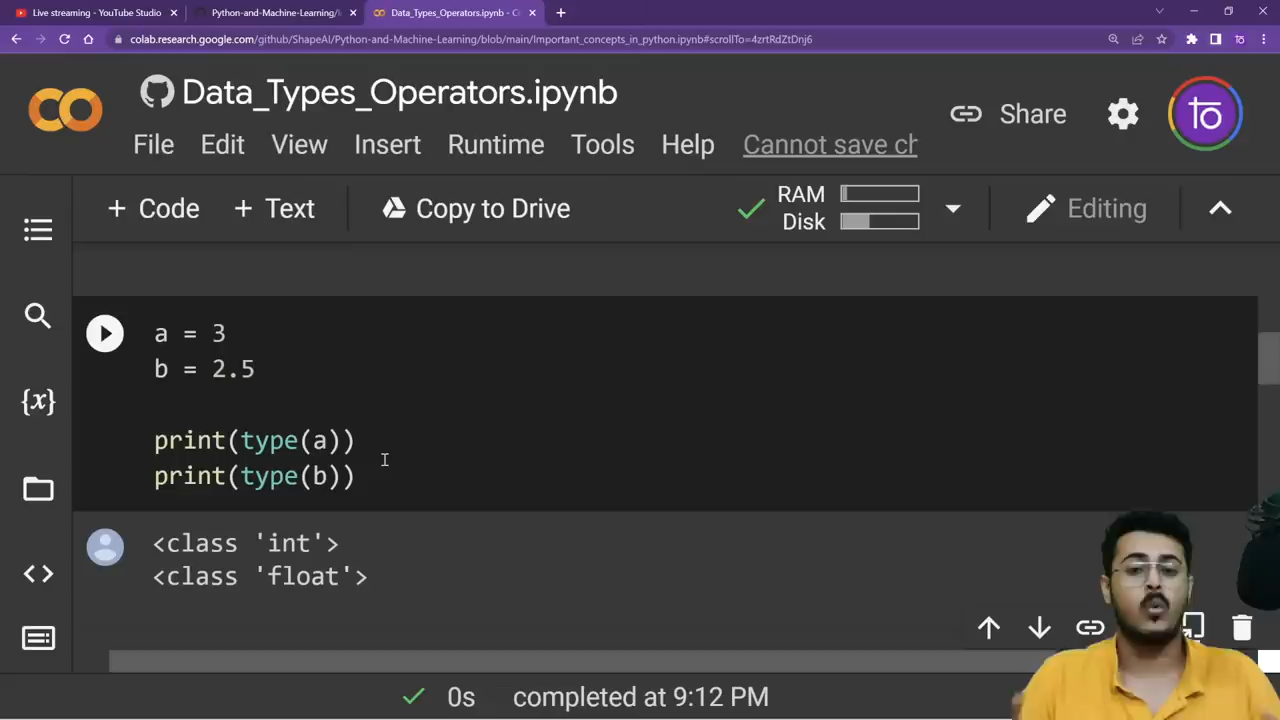 Live streaming - YouTube Studio
Python-and-Machine-Learning/
Data_Types_Operators.ipynb - C
colab.research.google.com/github/ShapeAI/Python-and-Machine-Learning/blob/main/Important_concepts_in_python.ipynb#scrollTo=4zrtRdZtDnj6
Data_Types_Operators.ipynb
File Edit View Insert Runtime Tools Help Cannot save ch
Share
+ Code + Text Copy to Drive
RAM
Disk
Editing
{x}
a = 3
b = 2.5
print(type(a))
print(type(b))
<class 'int'>
<class 'float'>
0s completed at 9:12 PM